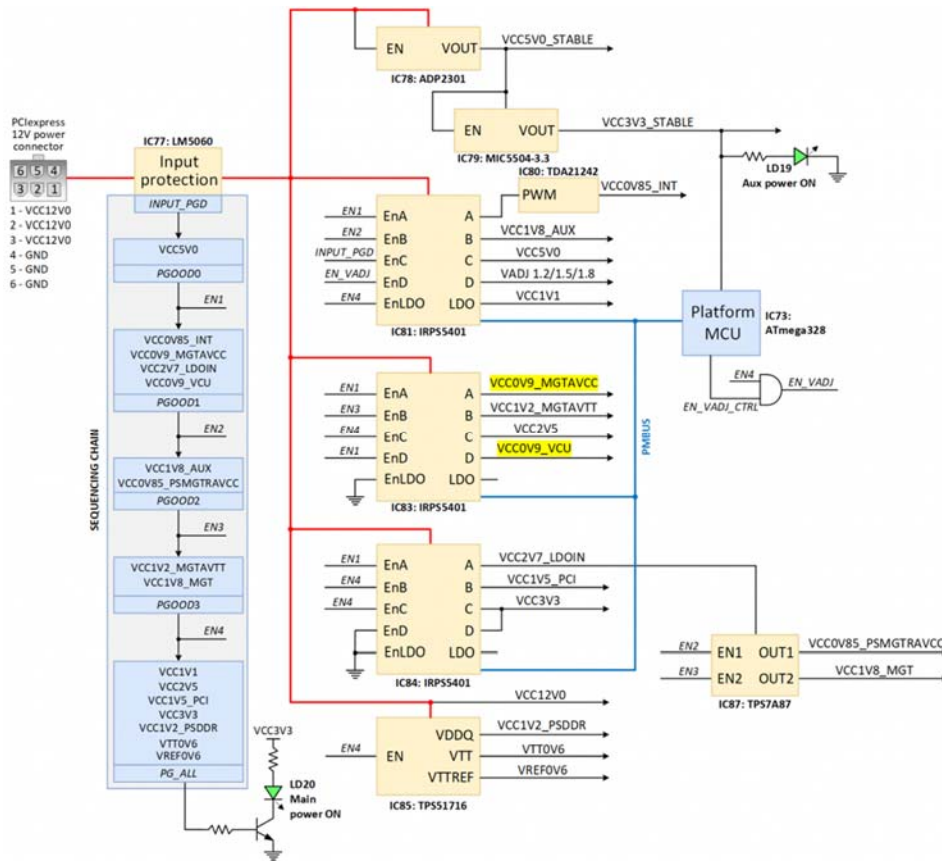 PCIexpress
12V power
connector
6 5 4
3 2 1
1 - VCC12V0
2 - VCC12V0
3 - VCC12V0
4 - GND
5 - GND
6 - GND
IC77: LM5060
Input
protection
INPUT_PGD
SEQUENCING CHAIN
VCC5V0
PGOOD0
EN1
VCC0V85_INT
VCC0V9_MGTAVCC
VCC2V7_LDOIN
VCC0V9_VCU
PGOOD1
EN2
VCC1V8_AUX
VCC0V85_PSMGTRAVCC
PGOOD2
EN3
VCC1V2_MGTAVTT
VCC1V8_MGT
PGOOD3
EN4
VCC1V1
VCC2V5
VCC1V5_PCI
VCC3V3
VCC1V2_PSDDR
VTT0V6
VREF0V6
PG_ALL
VCC3V3
LD20
Main
power ON
EN VOUT
VCC5V0_STABLE
IC78: ADP2301
EN VOUT
VCC3V3_STABLE
IC79: MIC5504-3.3
LD19
Aux power ON
IC80: TDA21242
PWM
VCC0V85_INT
EN1 EnA A
EN2 EnB B VCC1V8_AUX
INPUT_PGD EnC C VCC5V0
EN_VADJ EnD D VADJ 1.2/1.5/1.8
EN4 EnLDO LDO VCC1V1
IC81: IRPS5401
Platform
MCU
IC73:
ATmega328
EN4
EN_VADJ
EN_VADJ_CTRL
PMBUS
EN1 EnA A VCC0V9_MGTAVCC
EN3 EnB B VCC1V2_MGTAVTT
EN4 EnC C VCC2V5
EN1 EnD D VCC0V9_VCU
EnLDO LDO
IC83: IRPS5401
EN1 EnA A VCC2V7_LDOIN
EN4 EnB B VCC1V5_PCI
EN4 EnC C VCC3V3
EnD D
EnLDO LDO
IC84: IRPS5401
EN2 EN1 OUT1 VCC0V85_PSMGTRAVCC
EN3 EN2 OUT2 VCC1V8_MGT
IC87: TPS7A87
VCC12V0
VDDQ VCC1V2_PSDDR
EN4 EN VTT VTT0V6
VTTREF VREF0V6
IC85: TPS51716